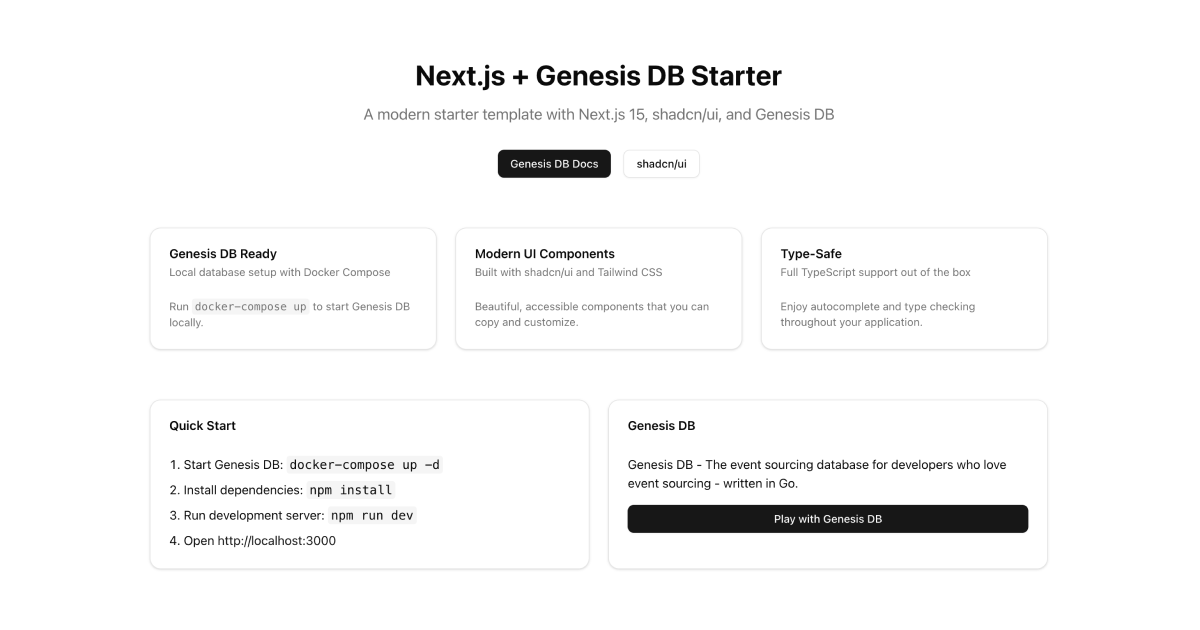 Next.js + Genesis DB Starter
A modern starter template with Next.js 15, shadcn/ui, and Genesis DB
Genesis DB Docs
shadcn/ui
Genesis DB Ready
Local database setup with Docker Compose
Run docker-compose up to start Genesis DB
locally.
Modern UI Components
Built with shadcn/ui and Tailwind CSS
Beautiful, accessible components that you can
copy and customize.
Type-Safe
Full TypeScript support out of the box
Enjoy autocomplete and type checking
throughout your application.
Quick Start
1. Start Genesis DB: docker-compose up -d
2. Install dependencies: npm install
3. Run development server: npm run dev
4. Open http://localhost:3000
Genesis DB
Genesis DB - The event sourcing database for developers who love
event sourcing - written in Go.
Play with Genesis DB